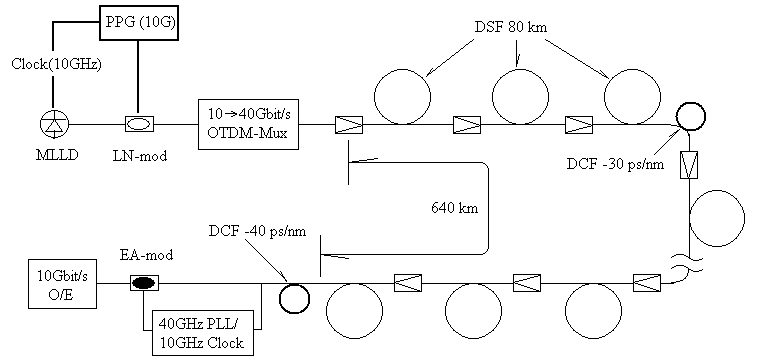 PPG (10G)
DSF 80 km
Clock(10GHz)
10→40Gbit/s
OTDM-Mux
MLLD
LN-mod
DCF -30 ps/nm
640 km
DCF -40 ps/nm
EA-mod
10Gbit/s
O/E
40GHz PLL/
10GHz Clock